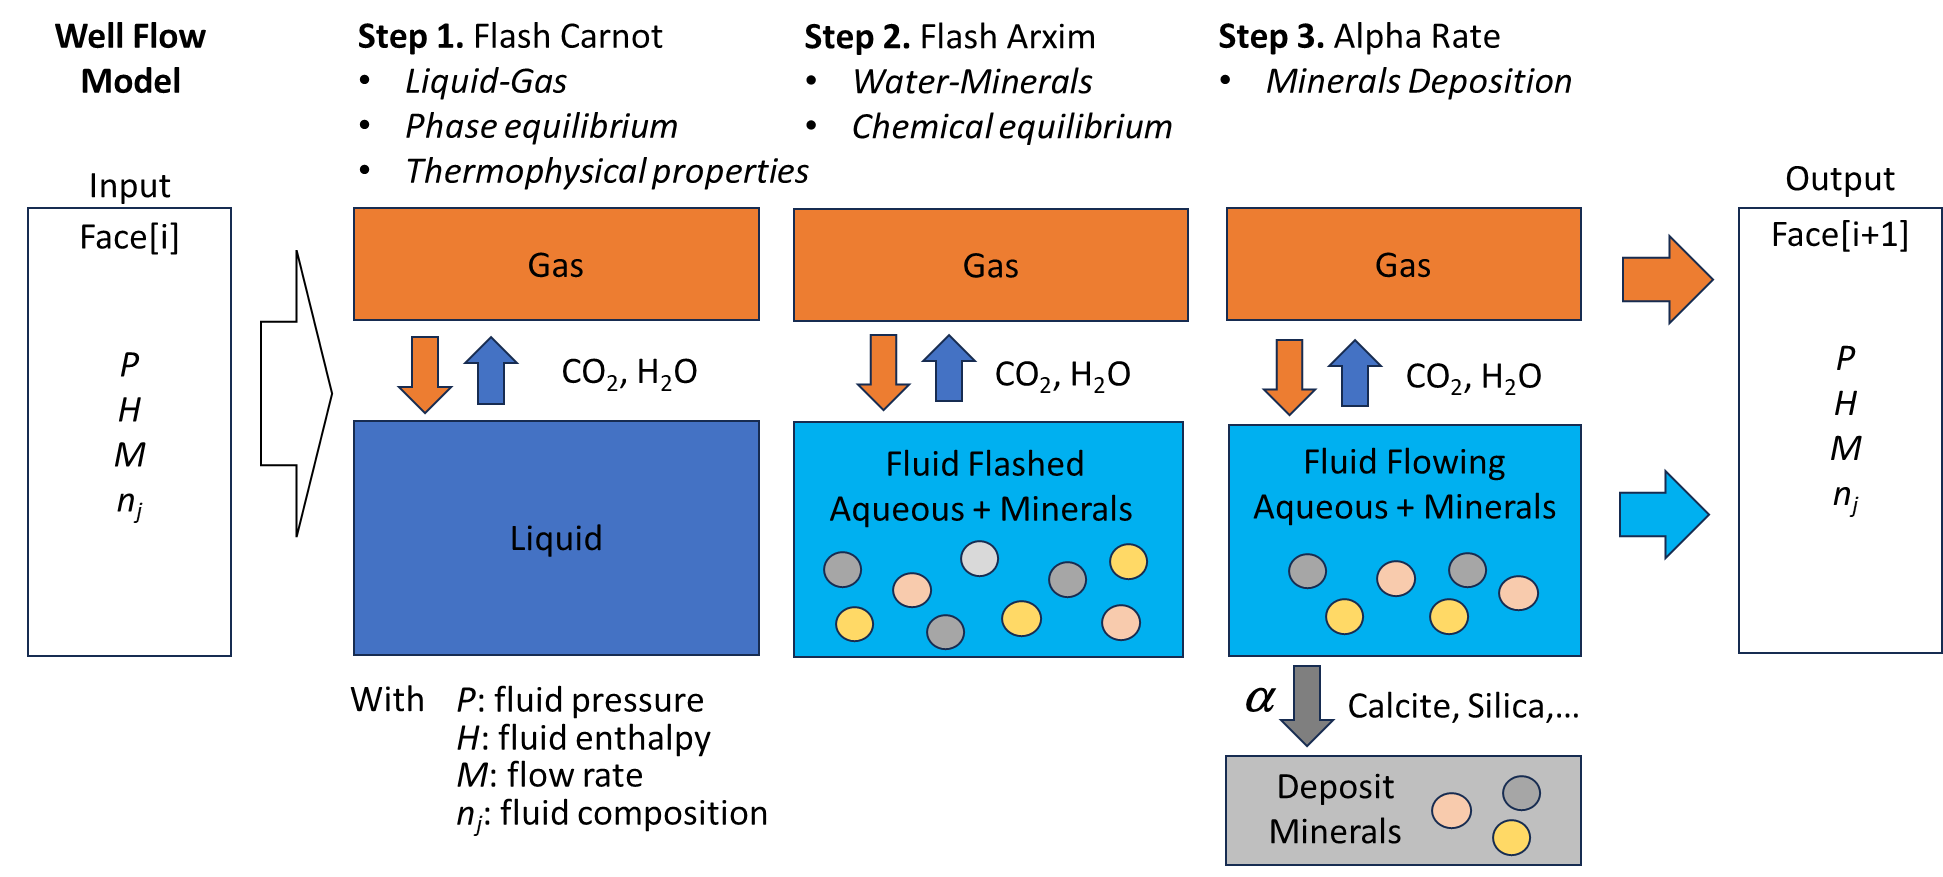 Well Flow
Model
Step 1. Flash Carnot
• Liquid-Gas
• Phase equilibrium
• Thermophysical properties
Step 2. Flash Arxim
• Water-Minerals
• Chemical equilibrium
Step 3. Alpha Rate
• Minerals Deposition
Input
Face[i]
P
H
M
nj
Gas
CO2, H2O
Liquid
Gas
CO2, H2O
Fluid Flashed
Aqueous + Minerals
Gas
CO2, H2O
Fluid Flowing
Aqueous + Minerals
α
Calcite, Silica,...
Deposit
Minerals
Output
Face[i+1]
P
H
M
nj
With P: fluid pressure
H: fluid enthalpy
M: flow rate
nj: fluid composition